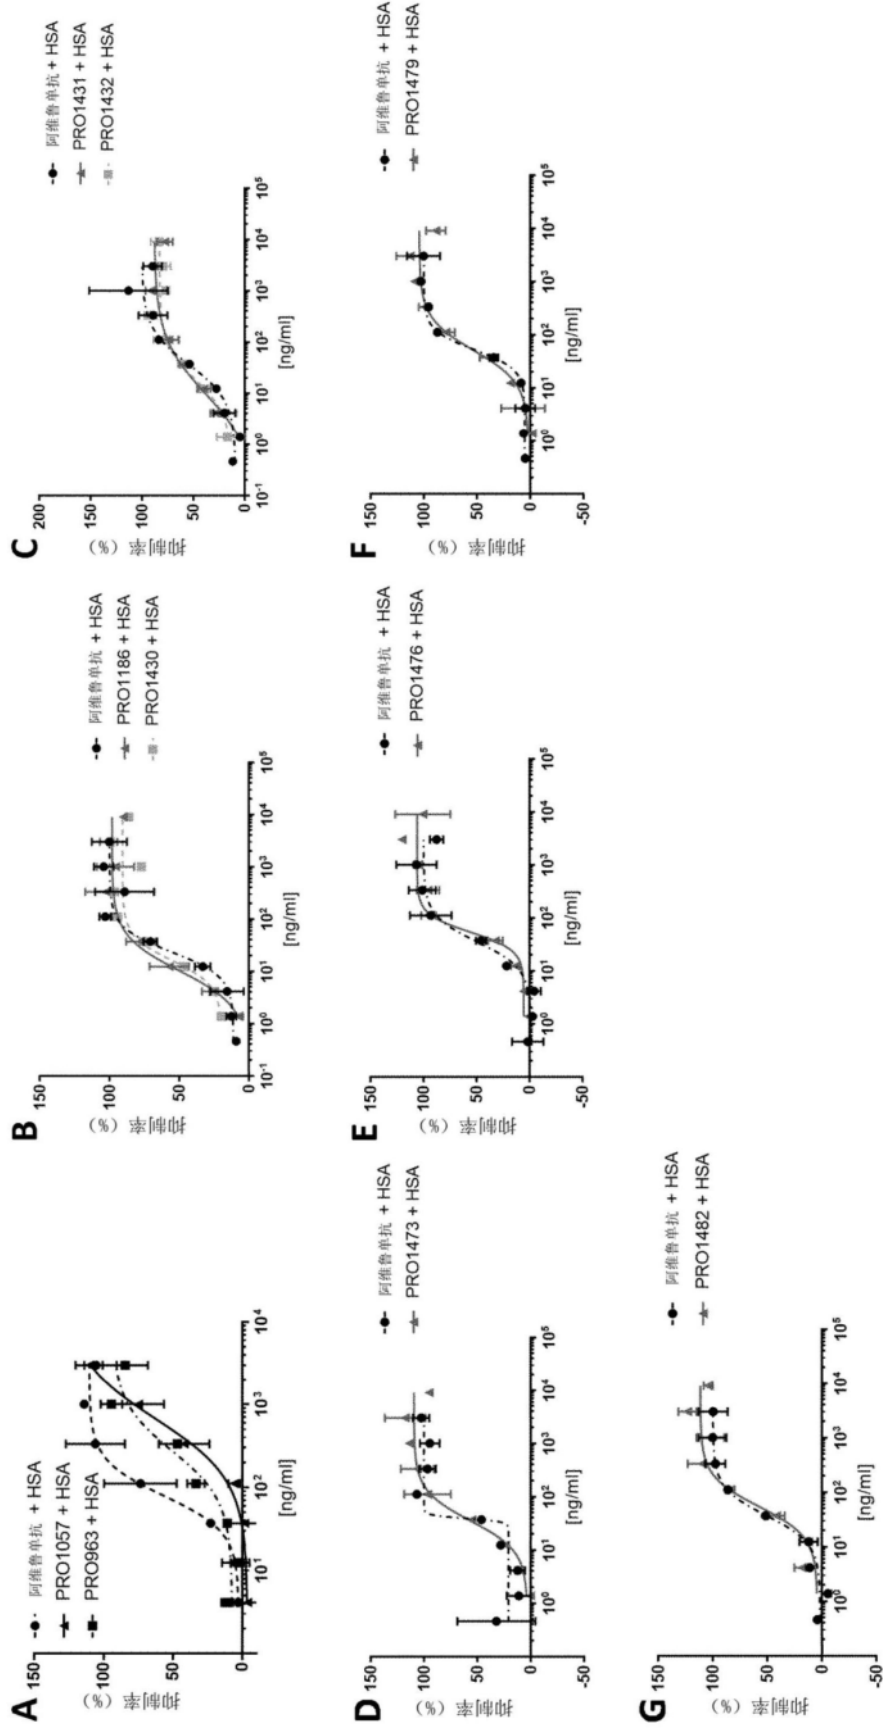 A
阿维鲁单抗 + HSA
PRO1057 + HSA
PRO963 + HSA
抑制率 (%)
150
100
50
0
10¹
10²
10³
10⁴
[ng/ml]
B
阿维鲁单抗 + HSA
PRO1186 + HSA
PRO1430 + HSA
抑制率 (%)
150
100
50
0
10⁻¹
10⁰
10¹
10²
10³
10⁴
10⁵
[ng/ml]
C
阿维鲁单抗 + HSA
PRO1431 + HSA
PRO1432 + HSA
抑制率 (%)
200
150
100
50
0
10⁻¹
10⁰
10¹
10²
10³
10⁴
10⁵
[ng/ml]
D
阿维鲁单抗 + HSA
PRO1473 + HSA
抑制率 (%)
150
100
50
0
-50
10⁰
10¹
10²
10³
10⁴
10⁵
[ng/ml]
E
阿维鲁单抗 + HSA
PRO1476 + HSA
抑制率 (%)
150
100
50
0
-50
10⁰
10¹
10²
10³
10⁴
10⁵
[ng/ml]
F
阿维鲁单抗 + HSA
PRO1479 + HSA
抑制率 (%)
150
100
50
0
-50
10⁰
10¹
10²
10³
10⁴
10⁵
[ng/ml]
G
阿维鲁单抗 + HSA
PRO1482 + HSA
抑制率 (%)
150
100
50
0
-50
10⁰
10¹
10²
10³
10⁴
10⁵
[ng/ml]